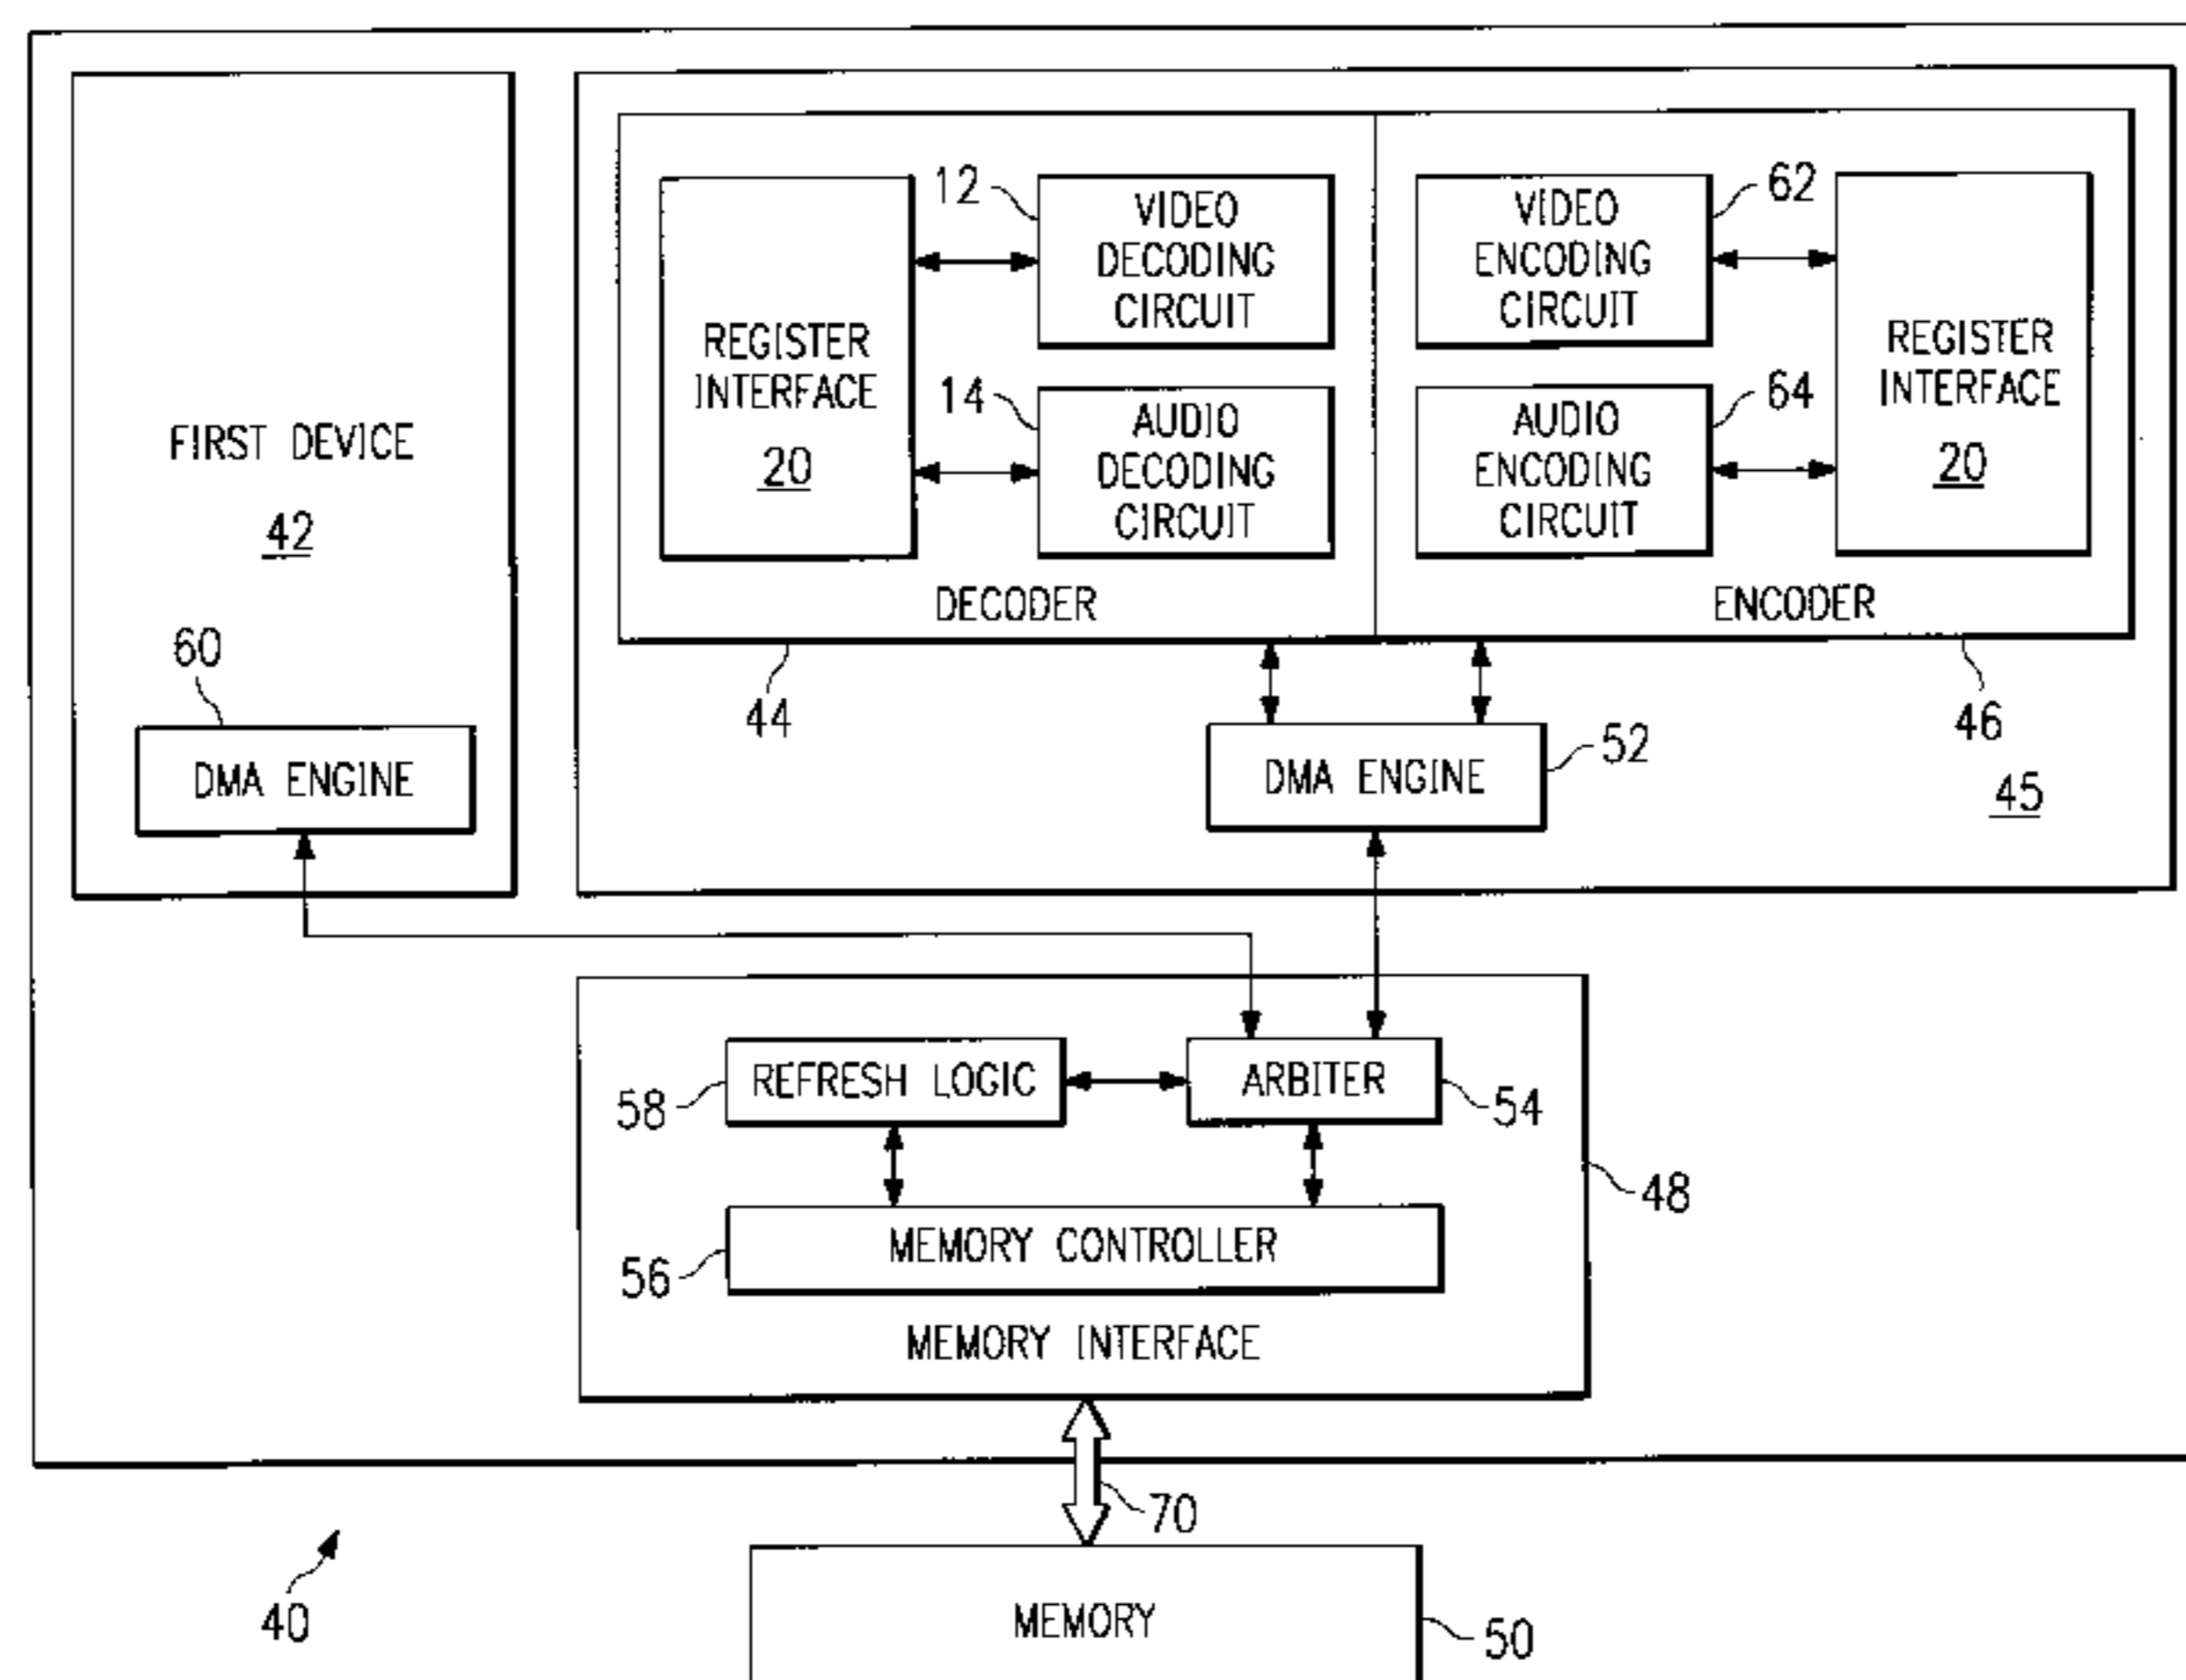 FIRST DEVICE
42
60
DMA ENGINE
REGISTER
INTERFACE
20
12
VIDEO
DECODING
CIRCUIT
14
AUDIO
DECODING
CIRCUIT
DECODER
44
VIDEO
ENCODING
CIRCUIT
62
AUDIO
ENCODING
CIRCUIT
64
REGISTER
INTERFACE
20
ENCODER
46
DMA ENGINE
52
45
REFRESH LOGIC
58
ARBITER
54
MEMORY CONTROLLER
56
MEMORY INTERFACE
48
70
40
MEMORY
50